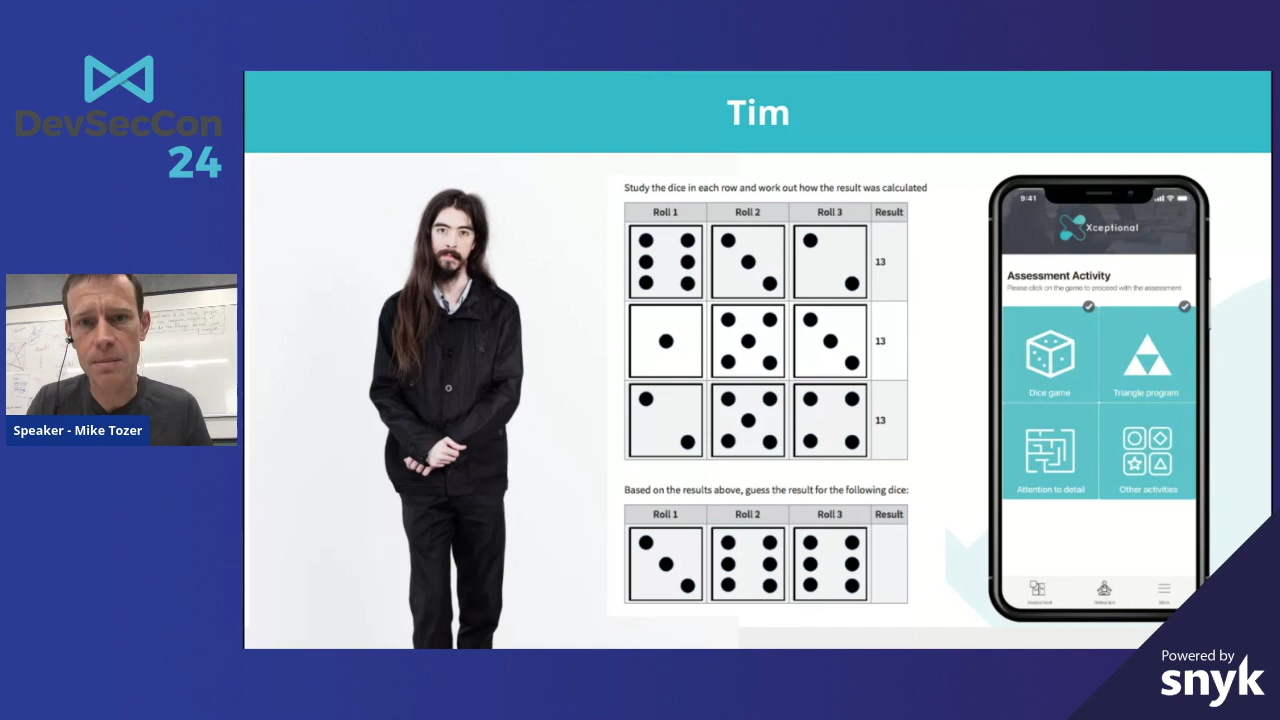 DevSecCon
24
Speaker - Mike Tozer
Tim
Study the dice in each row and work out how the result was calculated
Roll 1 Roll 2 Roll 3 Result
13
13
13
Based on the results above, guess the result for the following dice:
Roll 1 Roll 2 Roll 3 Result
9:41
Xceptional
Assessment Activity
Please click on the game to proceed with the assessment
Dice game Triangle program
Attention to detail Other activities
Powered by
snyk